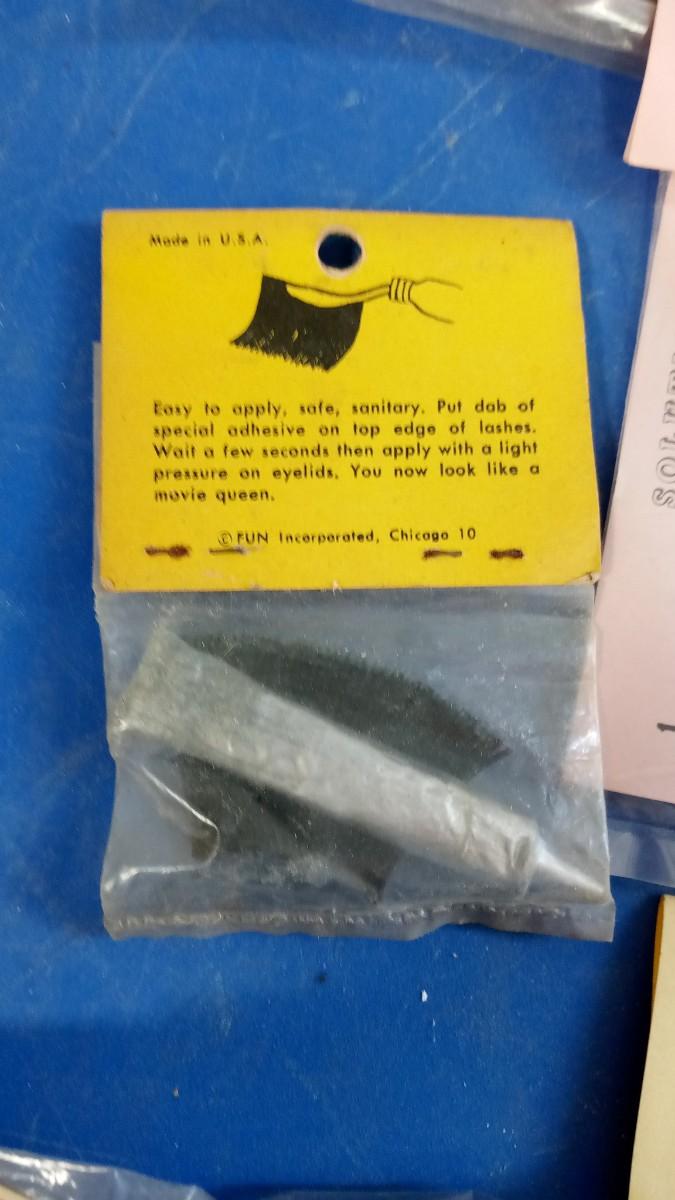 Made in U.S.A.
Easy to apply, safe, sanitary. Put dab of
special adhesive on top edge of lashes.
Wait a few seconds then apply with a light
pressure on eyelids. You now look like a
movie queen.
© FUN Incorporated, Chicago 10
1